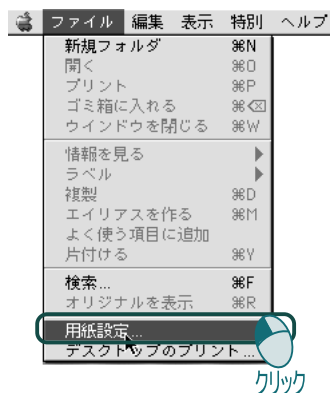 ファイル 編集 表示 特別 ヘルプ
新規フォルダ ⌘N
開く ⌘O
プリント ⌘P
ゴミ箱に入れる ⌘⌫
ウインドウを閉じる ⌘W
情報を見る ▶
ラベル ▶
複製 ⌘D
エイリアスを作る ⌘M
よく使う項目に追加
片付ける ⌘Y
検索... ⌘F
オリジナルを表示 ⌘R
用紙設定...
デスクトップのプリント...
クリック